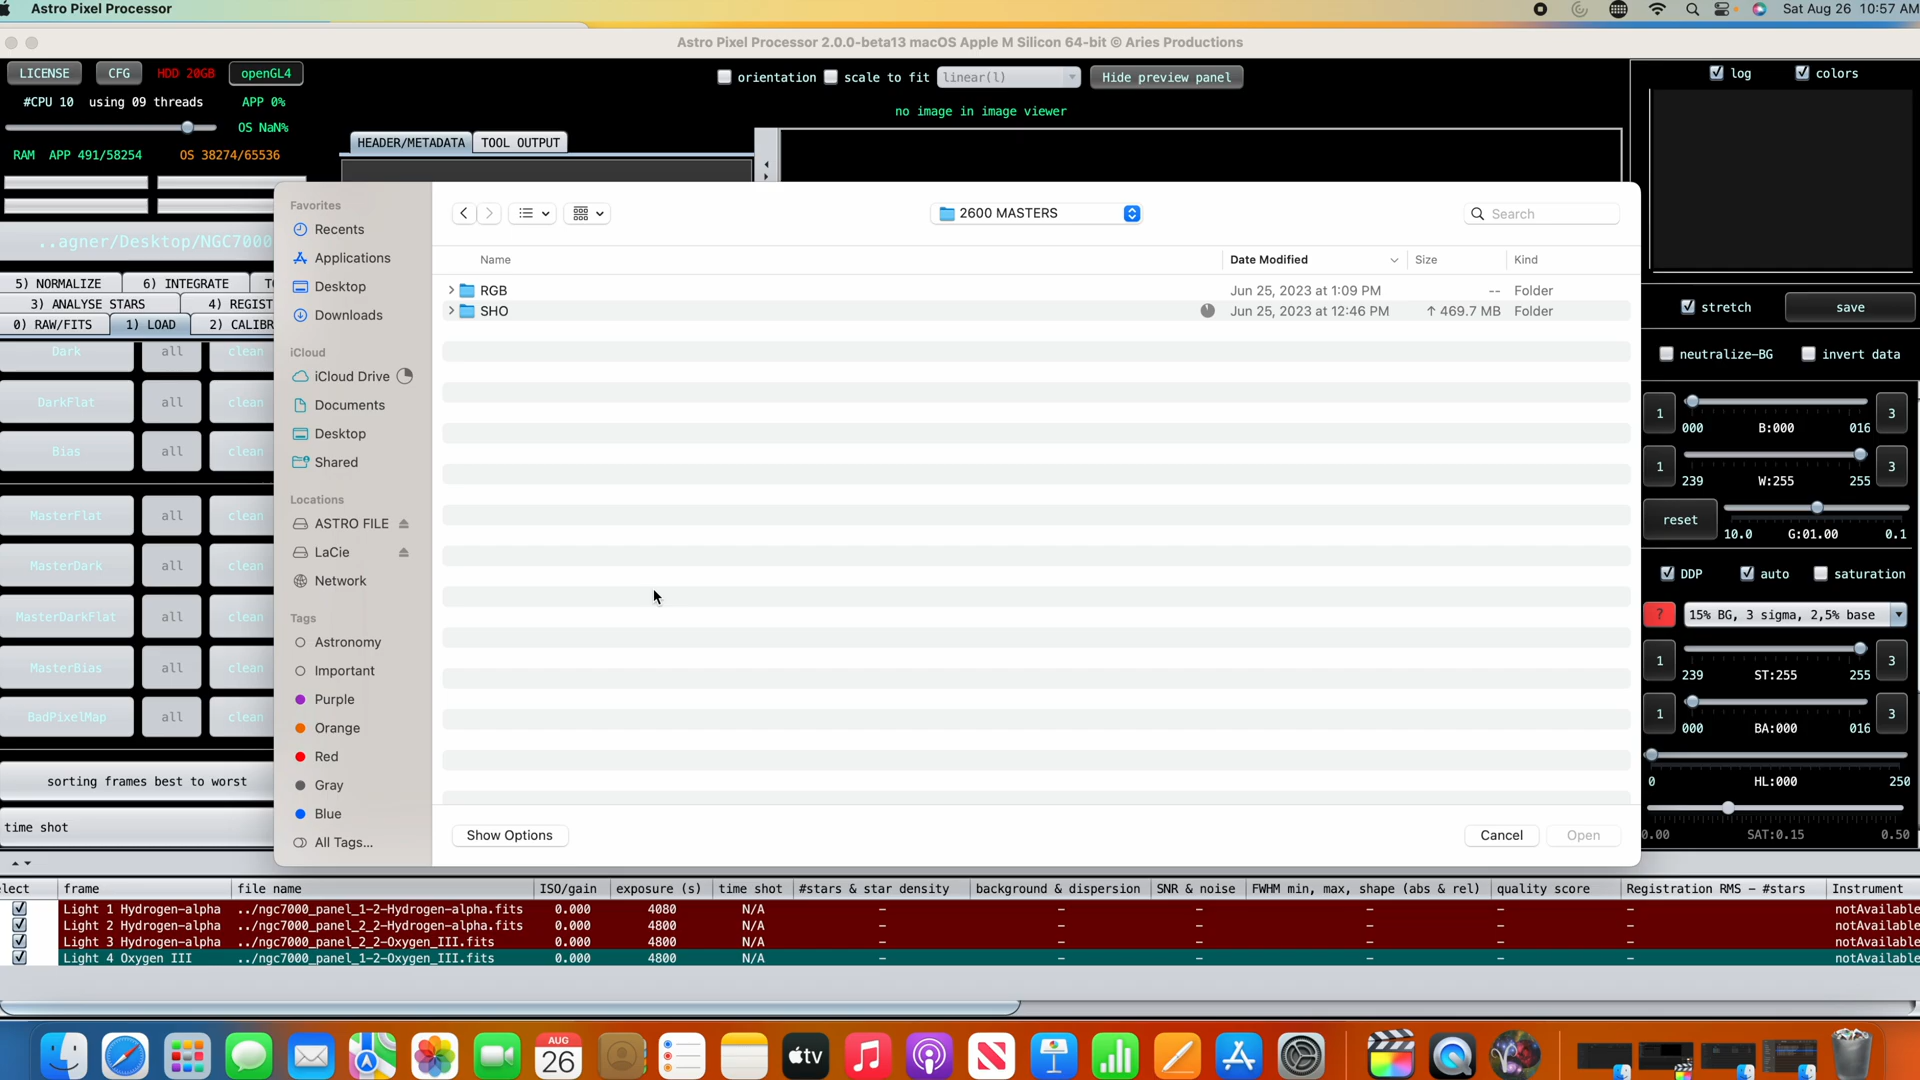 Astro Pixel Processor
Sat Aug 26 10:57 AM
Astro Pixel Processor 2.0.0-beta13 macOS Apple M Silicon 64-bit © Aries Productions
LICENSE CFG HDD 20GB openGL4
#CPU 10 using 09 threads APP 0%
OS NaN%
RAM APP 491/58254 OS 38274/65536
orientation scale to fit linear(l) Hide preview panel
no image in image viewer
HEADER/METADATA TOOL OUTPUT
log colors
..agner/Desktop/NGC7000
5) NORMALIZE 6) INTEGRATE
3) ANALYSE STARS 4) REGIST
0) RAW/FITS 1) LOAD 2) CALIBR
Dark all clean
DarkFlat all clean
Bias all clean
MasterFlat all clean
MasterDark all clean
MasterDarkFlat all clean
MasterBias all clean
BadPixelMap all clean
sorting frames best to worst
time shot
Favorites
Recents
Applications
Desktop
Downloads
iCloud
iCloud Drive
Documents
Desktop
Shared
Locations
ASTRO FILE
LaCie
Network
Tags
Astronomy
Important
Purple
Orange
Red
Gray
Blue
All Tags...
2600 MASTERS
Search
Name Date Modified Size Kind
RGB Jun 25, 2023 at 1:09 PM -- Folder
SHO Jun 25, 2023 at 12:46 PM ↑ 469.7 MB Folder
Show Options Cancel Open
stretch save
neutralize-BG invert data
1 3
000 B:000 016
1 3
239 W:255 255
reset
10.0 G:01.00 0.1
DDP auto saturation
? 15% BG, 3 sigma, 2,5% base
1 3
239 ST:255 255
1 3
000 BA:000 016
0 HL:000 250
0.00 SAT:0.15 0.50
lect frame file name ISO/gain exposure (s) time shot #stars & star density background & dispersion SNR & noise FWHM min, max, shape (abs & rel) quality score Registration RMS - #stars Instrument
Light 1 Hydrogen-alpha ../ngc7000_panel_1-2-Hydrogen-alpha.fits 0.000 4080 N/A - - - - - - notAvailable
Light 2 Hydrogen-alpha ../ngc7000_panel_2_2-Hydrogen-alpha.fits 0.000 4800 N/A - - - - - - notAvailable
Light 3 Hydrogen-alpha ../ngc7000_panel_2_2-Oxygen_III.fits 0.000 4800 N/A - - - - - - notAvailable
Light 4 Oxygen III ../ngc7000_panel_1-2-Oxygen_III.fits 0.000 4800 N/A - - - - - - notAvailable
AUG
26
tv